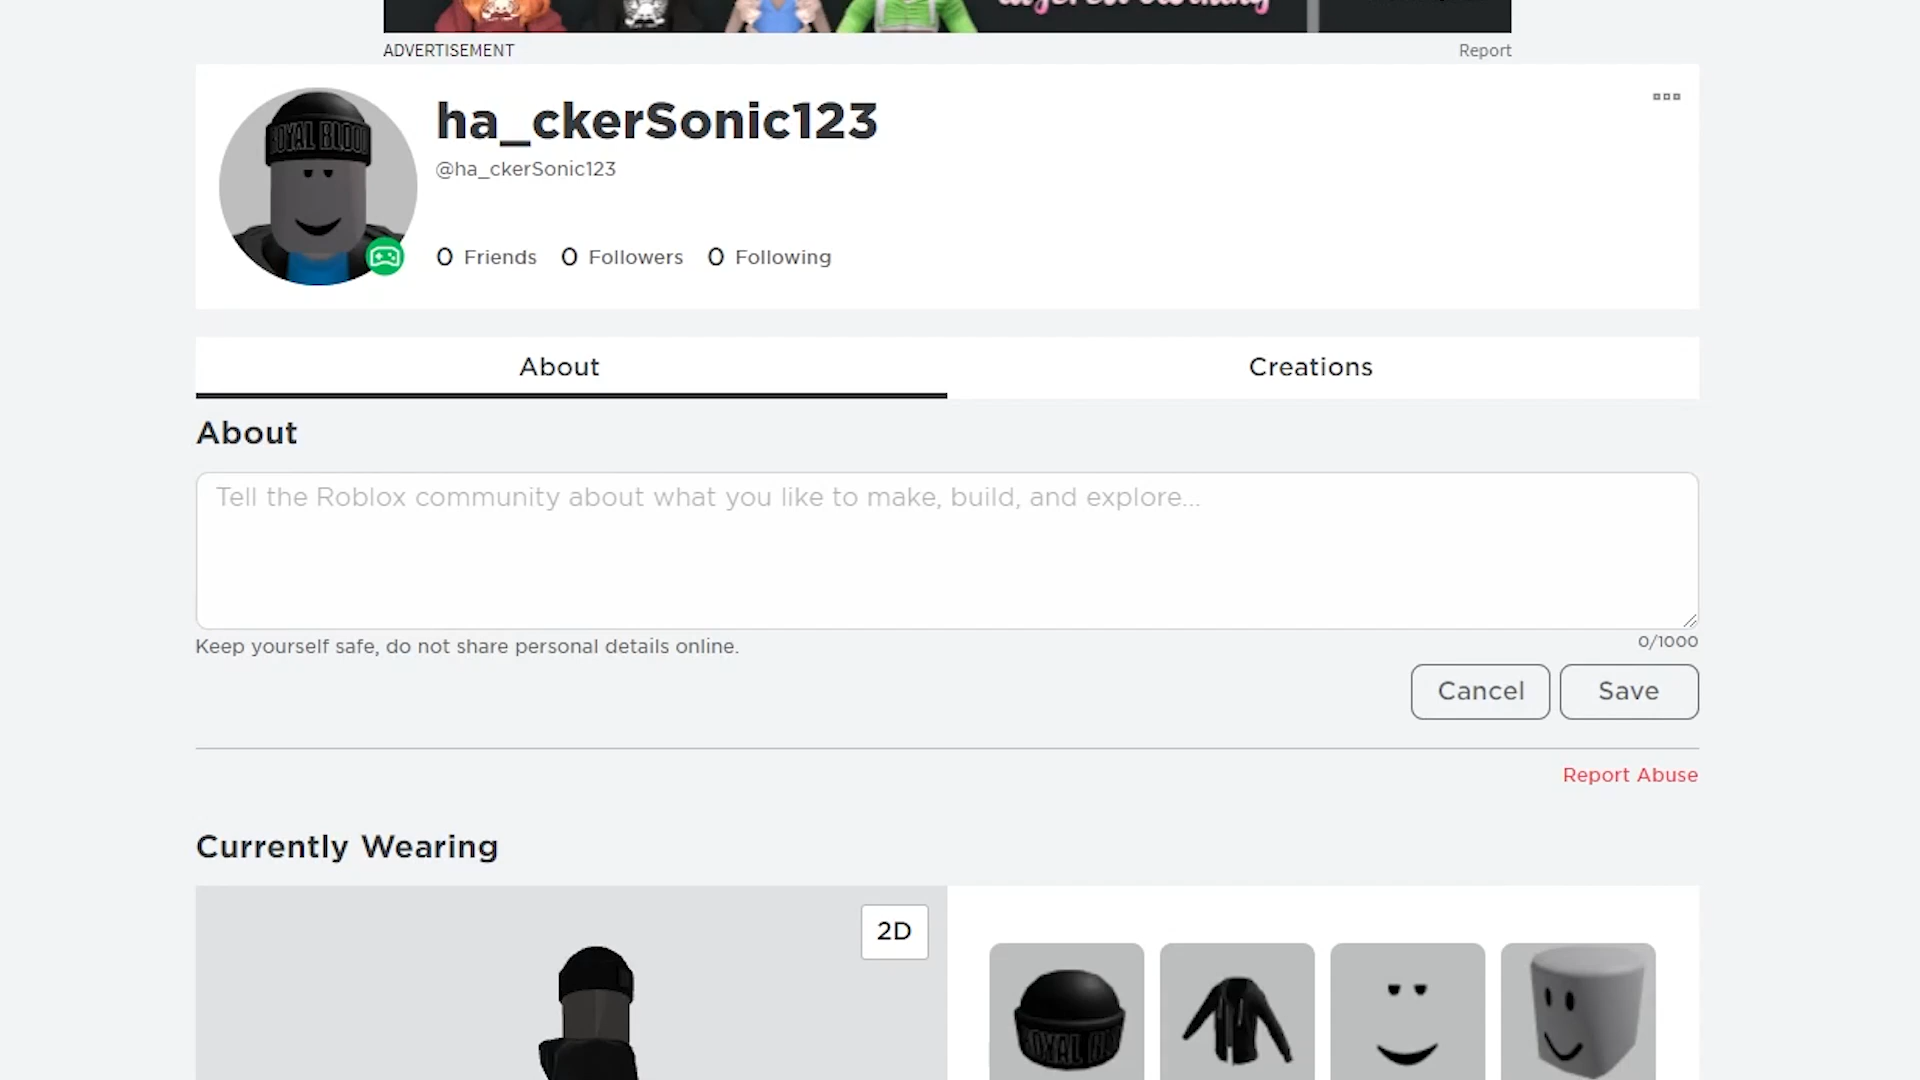 ADVERTISEMENT
Report
ROYAL BLOOD
ha_ckerSonic123
@ha_ckerSonic123
0 Friends 0 Followers 0 Following
About
Creations
About
Tell the Roblox community about what you like to make, build, and explore...
Keep yourself safe, do not share personal details online.
0/1000
Cancel
Save
Report Abuse
Currently Wearing
2D